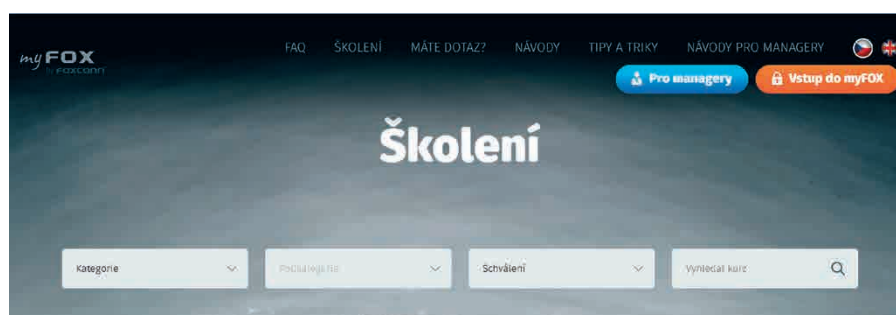 myFOX
by FOXCONN
FAQ ŠKOLENÍ MÁTE DOTAZ? NÁVODY TIPY A TRIKY NÁVODY PRO MANAGERY
Pro managery Vstup do myFOX
Školení
Kategorie Podkategorie Schválení Vyhledat kurz